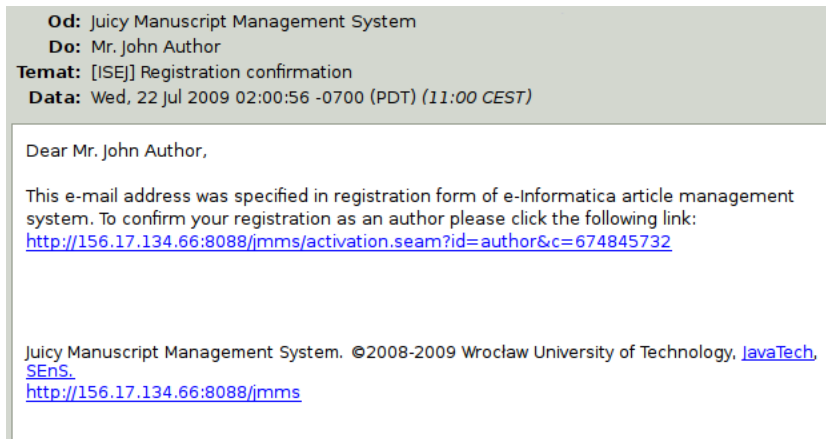 Od: Juicy Manuscript Management System
Do: Mr. John Author
Temat: [ISEJ] Registration confirmation
Data: Wed, 22 Jul 2009 02:00:56 -0700 (PDT) (11:00 CEST)
Dear Mr. John Author,
This e-mail address was specified in registration form of e-Informatica article management
system. To confirm your registration as an author please click the following link:
http://156.17.134.66:8088/jmms/activation.seam?id=author&c=674845732
Juicy Manuscript Management System. ©2008-2009 Wrocław University of Technology, JavaTech,
SEnS.
http://156.17.134.66:8088/jmms